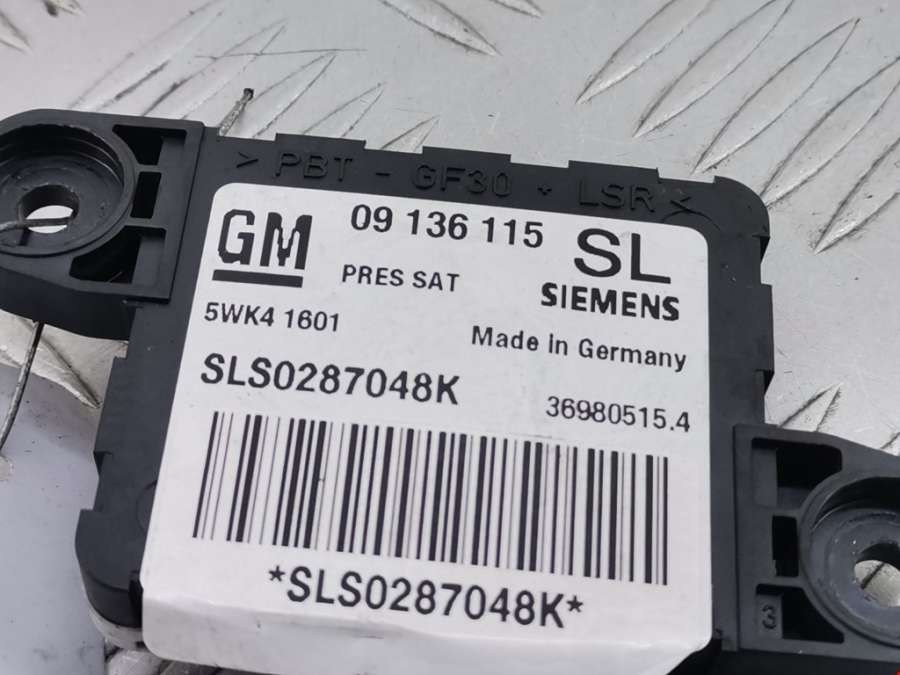 > PBT - GF30 + LSR <
GM
09 136 115
SL
PRES SAT
SIEMENS
5WK4 1601
Made in Germany
SLS0287048K
36980515.4
*SLS0287048K*
3